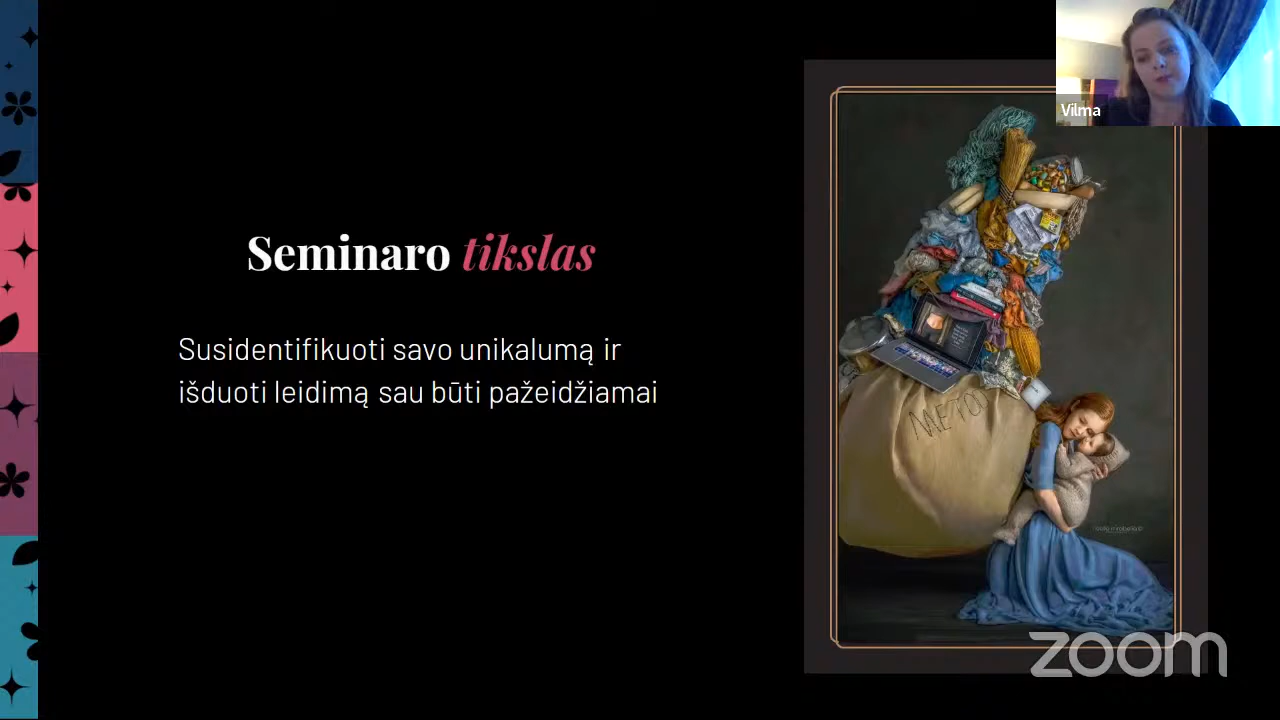 Vilma
Seminaro tikslas
Susidentifikuoti savo unikalumą ir
išduoti leidimą sau būti pažeidžiamai
zoom